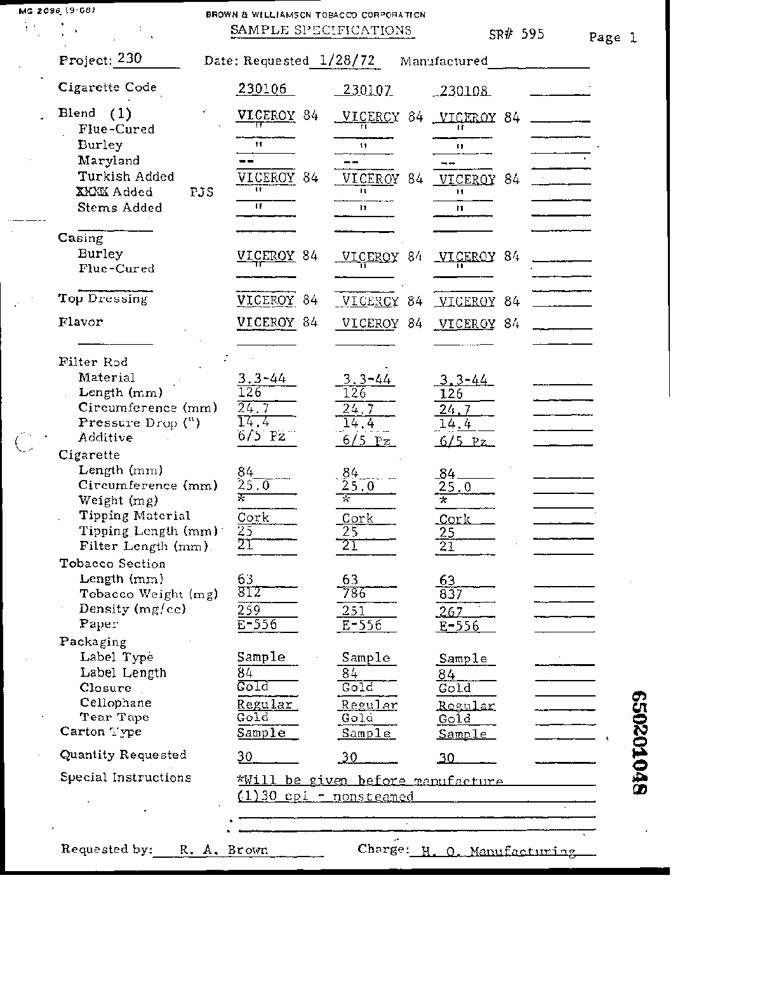 MG 2096 (9-68)
BROWN & WILLIAMSON TOBACCO CORPORATION
SAMPLE SPECIFICATIONS
SR# 595 Page 1
Project: 230 Date: Requested 1/28/72 Manufactured
Cigarette Code 230106 230107 230108
Blend (1) VICEROY 84 VICEROY 84 VICEROY 84
Flue-Cured " " "
Burley " " "
Maryland -- -- --
Turkish Added VICEROY 84 VICEROY 84 VICEROY 84
XXXX Added PJS " " "
Stems Added " " "
Casing
Burley VICEROY 84 VICEROY 84 VICEROY 84
Flue-Cured " " "
Top Dressing VICEROY 84 VICEROY 84 VICEROY 84
Flavor VICEROY 84 VICEROY 84 VICEROY 84
Filter Rod
Material 3.3-44 3.3-44 3.3-44
Length (mm) 126 126 126
Circumference (mm) 24.7 24.7 24.7
Pressure Drop (") 14.4 14.4 14.4
Additive 6/5 Pz 6/5 Pz 6/5 Pz
Cigarette
Length (mm) 84 84 84
Circumference (mm) 25.0 25.0 25.0
Weight (mg) * * *
Tipping Material Cork Cork Cork
Tipping Length (mm) 25 25 25
Filter Length (mm) 21 21 21
Tobacco Section
Length (mm) 63 63 63
Tobacco Weight (mg) 812 786 837
Density (mg/cc) 259 251 267
Paper E-556 E-556 E-556
Packaging
Label Type Sample Sample Sample
Label Length 84 84 84
Closure Gold Gold Gold
Cellophane Regular Regular Regular
Tear Tape Gold Gold Gold
Carton Type Sample Sample Sample
Quantity Requested 30 30 30
Special Instructions *Will be given before manufacture
(1)30 cpi - nonsteamed
Requested by: R. A. Brown Charge: H. O. Manufacturing
650201048